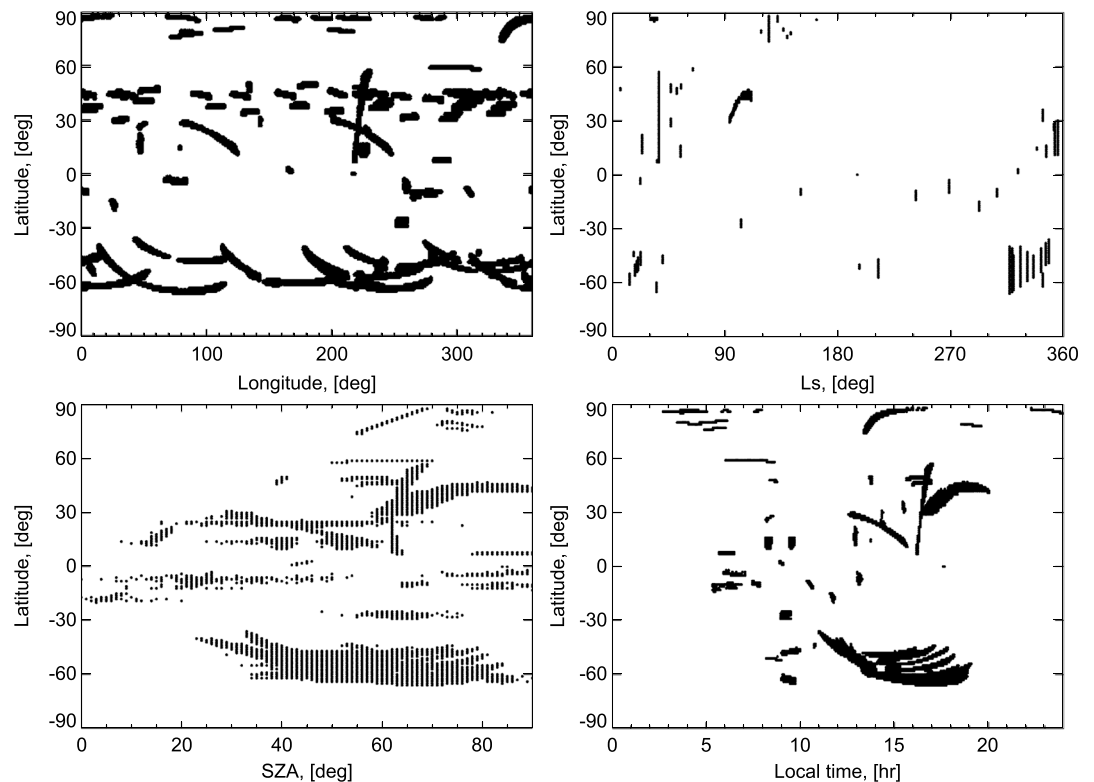 90
60
30
0
-30
-60
-90
Latitude, [deg]
0 100 200 300
Longitude, [deg]
90
60
30
0
-30
-60
-90
Latitude, [deg]
0 90 180 270 360
Ls, [deg]
90
60
30
0
-30
-60
-90
Latitude, [deg]
0 20 40 60 80
SZA, [deg]
90
60
30
0
-30
-60
-90
Latitude, [deg]
0 5 10 15 20
Local time, [hr]